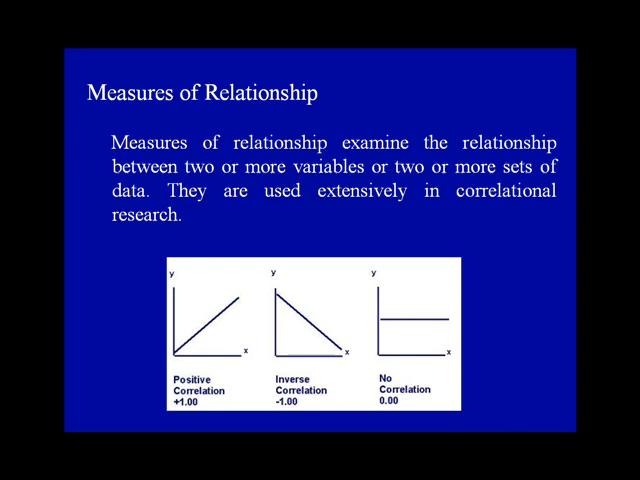 Measures of Relationship
Measures of relationship examine the relationship
between two or more variables or two or more sets of
data. They are used extensively in correlational
research.
y
x
Positive
Correlation
+1.00
y
x
Inverse
Correlation
-1.00
y
x
No
Correlation
0.00